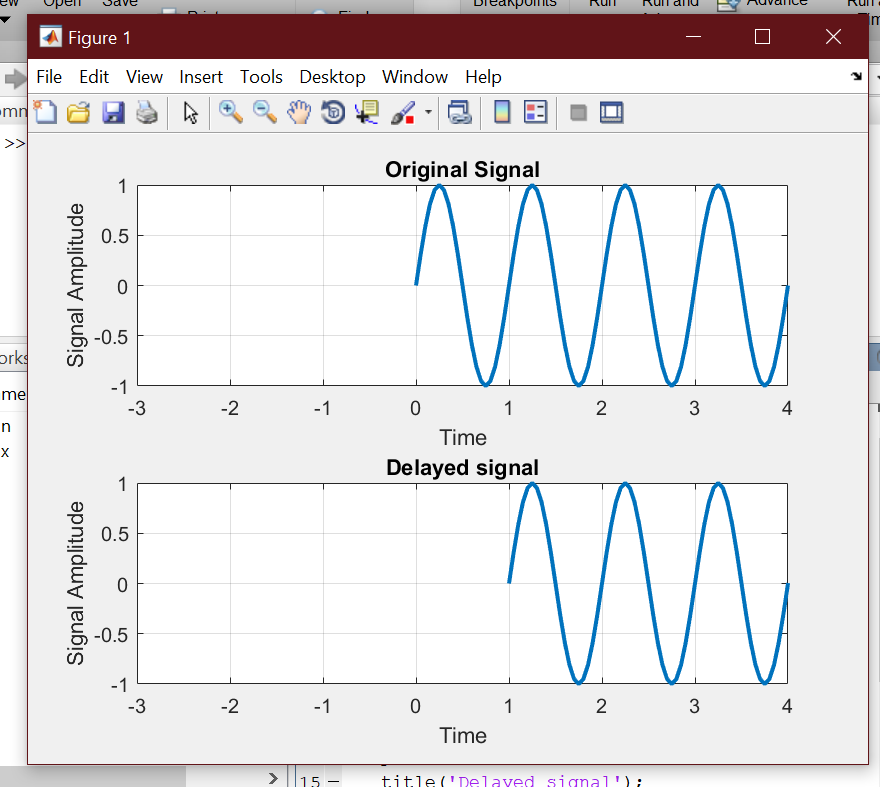 Open Save Breakpoints Run Run and Advance
Figure 1
File Edit View Insert Tools Desktop Window Help
>>
Original Signal
Signal Amplitude
1
0.5
0
-0.5
-1
-3 -2 -1 0 1 2 3 4
Time
Delayed signal
Signal Amplitude
1
0.5
0
-0.5
-1
-3 -2 -1 0 1 2 3 4
Time
me
n
x
15 – title('Delayed signal');